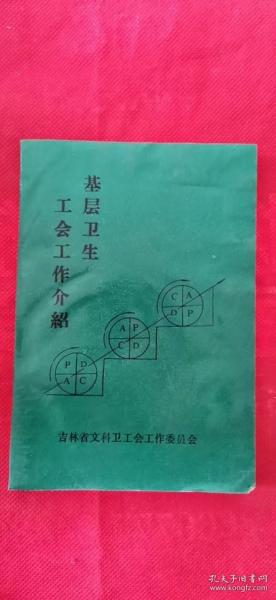 基层卫生
工会工作介紹
C A
D P
A P
C D
P D
A C
吉林省文科卫工会工作委员会
孔夫子旧书网